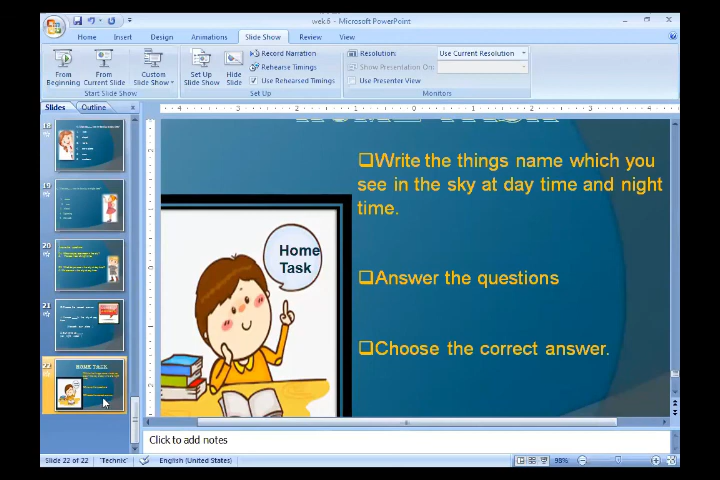 wek 6 - Microsoft PowerPoint
Home Insert Design Animations Slide Show Review View
From Beginning
From Current Slide
Custom Slide Show
Start Slide Show
Set Up Slide Show
Hide Slide
Record Narration
Rehearse Timings
Use Rehearsed Timings
Set Up
Resolution: Use Current Resolution
Show Presentation On:
Use Presenter View
Monitors
Slides Outline
18
19
20
21
22
HOME TASK
HOME TASK
Write the things name which you
see in the sky at day time and night
time.
Home
Task
Answer the questions
Choose the correct answer.
Click to add notes
Slide 22 of 22 "Technic" English (United States) 98%